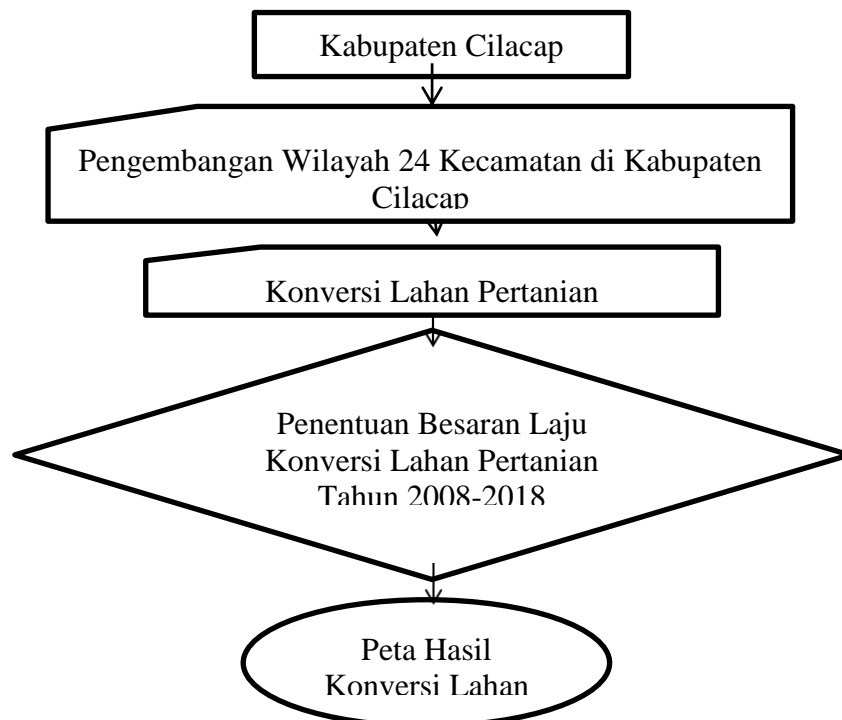 Kabupaten Cilacap
Pengembangan Wilayah 24 Kecamatan di Kabupaten
Cilacap
Konversi Lahan Pertanian
Penentuan Besaran Laju
Konversi Lahan Pertanian
Tahun 2008-2018
Peta Hasil
Konversi Lahan